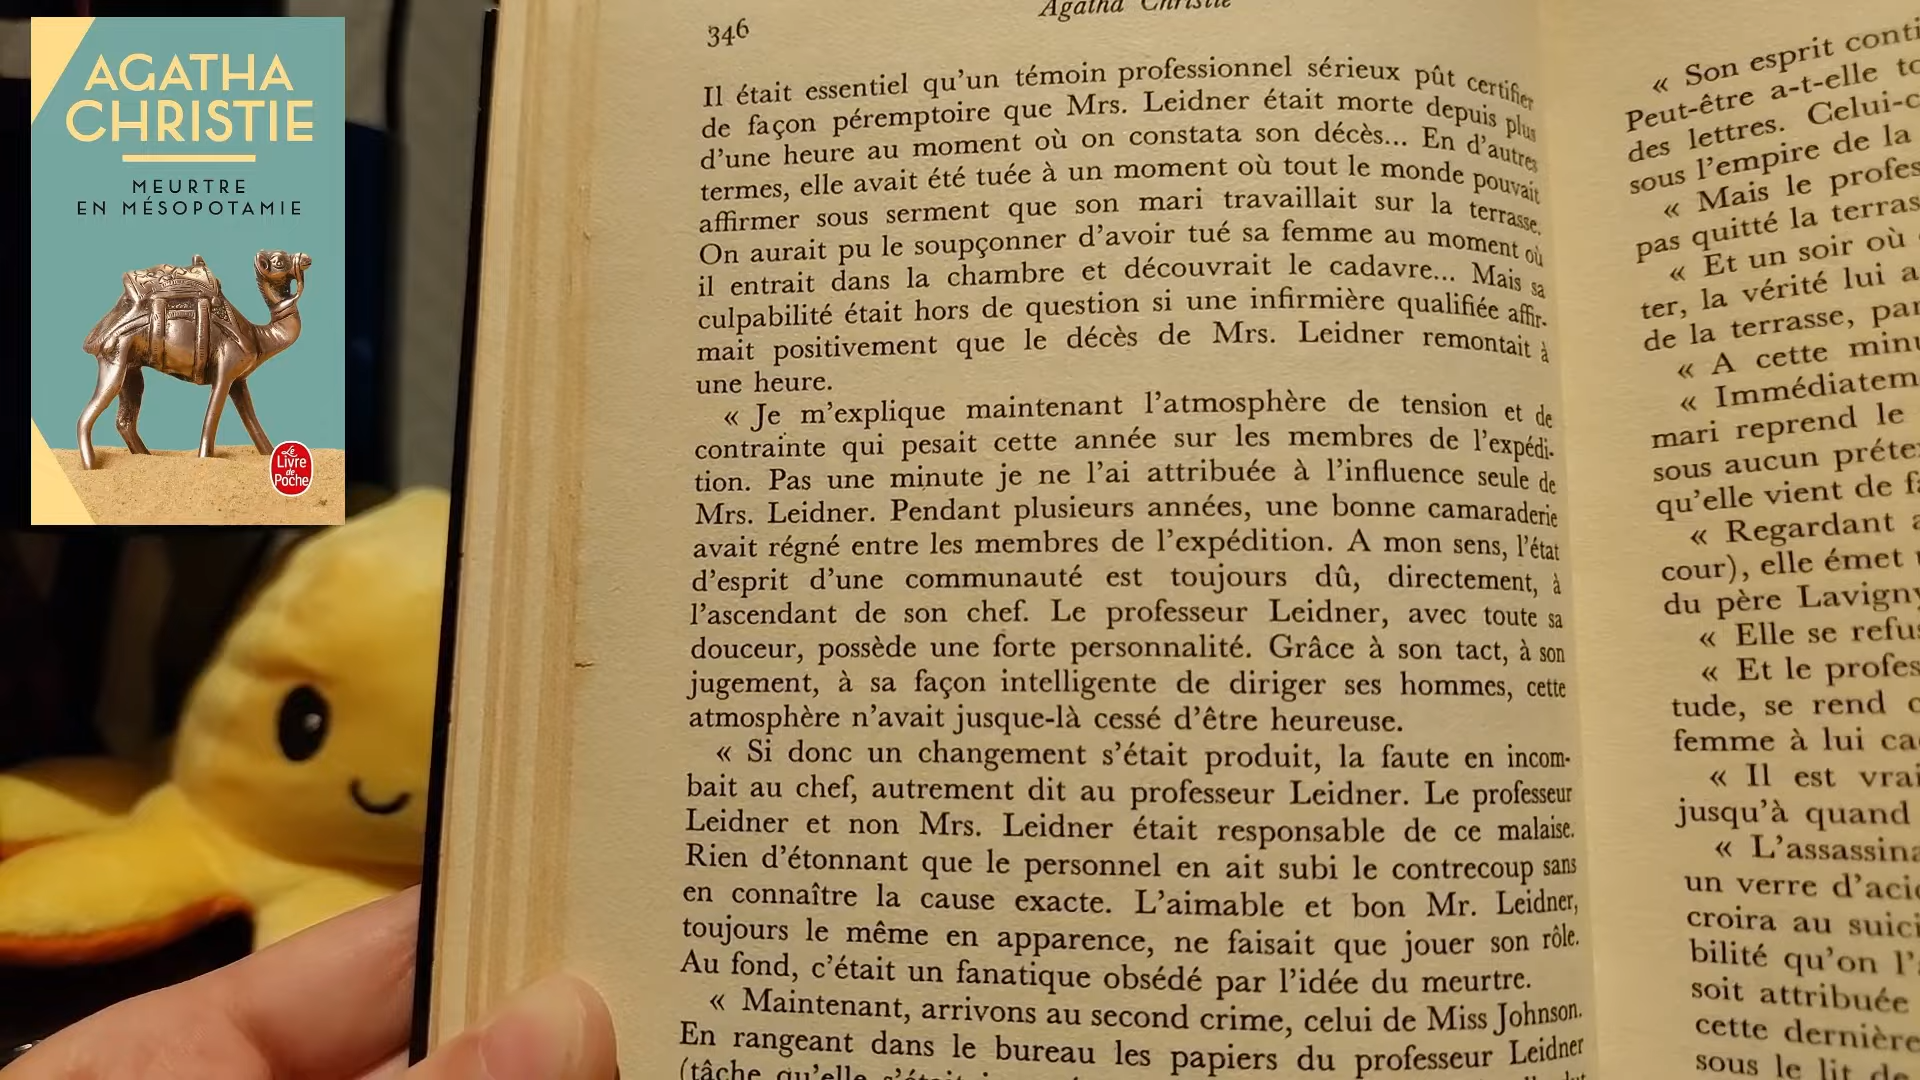 AGATHA
CHRISTIE
MEURTRE
EN MÉSOPOTAMIE
Le
Livre
de
Poche
346
Agatha Christie
Il était essentiel qu'un témoin professionnel sérieux pût certifier
de façon péremptoire que Mrs. Leidner était morte depuis plus
d'une heure au moment où on constata son décès... En d'autres
termes, elle avait été tuée à un moment où tout le monde pouvait
affirmer sous serment que son mari travaillait sur la terrasse.
On aurait pu le soupçonner d'avoir tué sa femme au moment où
il entrait dans la chambre et découvrait le cadavre... Mais sa
culpabilité était hors de question si une infirmière qualifiée affir-
mait positivement que le décès de Mrs. Leidner remontait à
une heure.
« Je m'explique maintenant l'atmosphère de tension et de
contrainte qui pesait cette année sur les membres de l'expédi-
tion. Pas une minute je ne l'ai attribuée à l'influence seule de
Mrs. Leidner. Pendant plusieurs années, une bonne camaraderie
avait régné entre les membres de l'expédition. A mon sens, l'état
d'esprit d'une communauté est toujours dû, directement, à
l'ascendant de son chef. Le professeur Leidner, avec toute sa
douceur, possède une forte personnalité. Grâce à son tact, à son
jugement, à sa façon intelligente de diriger ses hommes, cette
atmosphère n'avait jusque-là cessé d'être heureuse.
« Si donc un changement s'était produit, la faute en incom-
bait au chef, autrement dit au professeur Leidner. Le professeur
Leidner et non Mrs. Leidner était responsable de ce malaise.
Rien d'étonnant que le personnel en ait subi le contrecoup sans
en connaître la cause exacte. L'aimable et bon Mr. Leidner,
toujours le même en apparence, ne faisait que jouer son rôle.
Au fond, c'était un fanatique obsédé par l'idée du meurtre.
« Maintenant, arrivons au second crime, celui de Miss Johnson.
En rangeant dans le bureau les papiers du professeur Leidner
(tâche qu'elle
« Son esprit conti
Peut-être a-t-elle to
des lettres. Celui-c
sous l'empire de la
« Mais le profes
pas quitté la terras
« Et un soir où
ter, la vérité lui a
de la terrasse, par
« A cette minu
« Immédiatem
mari reprend le
sous aucun préte
qu'elle vient de fa
« Regardant a
cour), elle émet
du père Lavigny
« Elle se refus
« Et le profes
tude, se rend c
femme à lui ca
« Il est vrai
jusqu'à quand
« L'assassina
un verre d'acid
croira au suici
bilité qu'on l'a
soit attribuée
cette dernière
sous le lit de